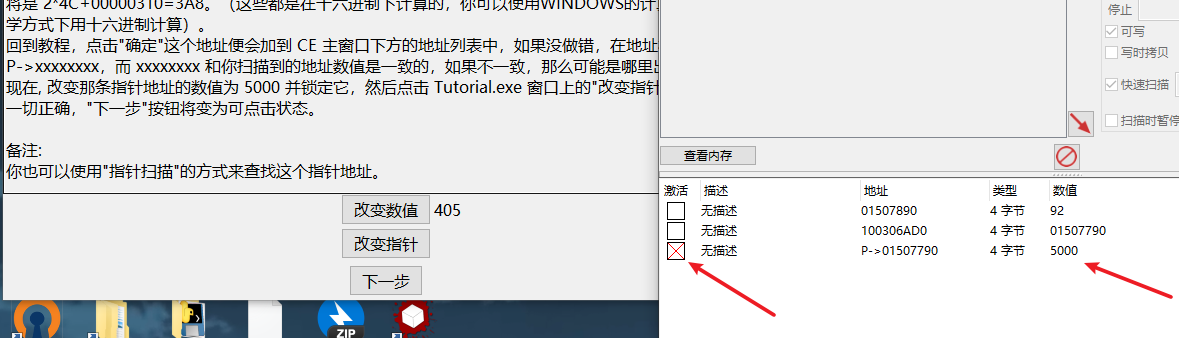 将是 2*4C+00000310=3A8。（这些都是在十六进制下计算的，你可以使用WINDOWS的计
学方式下用十六进制计算）。
回到教程，点击"确定"这个地址便会加到 CE 主窗口下方的地址列表中，如果没做错，在地址
P->xxxxxxxx，而 xxxxxxxx 和你扫描到的地址数值是一致的，如果不一致，那么可能是哪里
现在, 改变那条指针地址的数值为 5000 并锁定它，然后点击 Tutorial.exe 窗口上的"改变指针
一切正确，"下一步"按钮将变为可点击状态。
备注:
你也可以使用"指针扫描"的方式来查找这个指针地址。
改变数值 405
改变指针
下一步
ZIP
停止
可写
写时拷贝
快速扫描
扫描时暂停
查看内存
激活 描述 地址 类型 数值
无描述 01507890 4 字节 92
无描述 100306AD0 4 字节 01507790
无描述 P->01507790 4 字节 5000